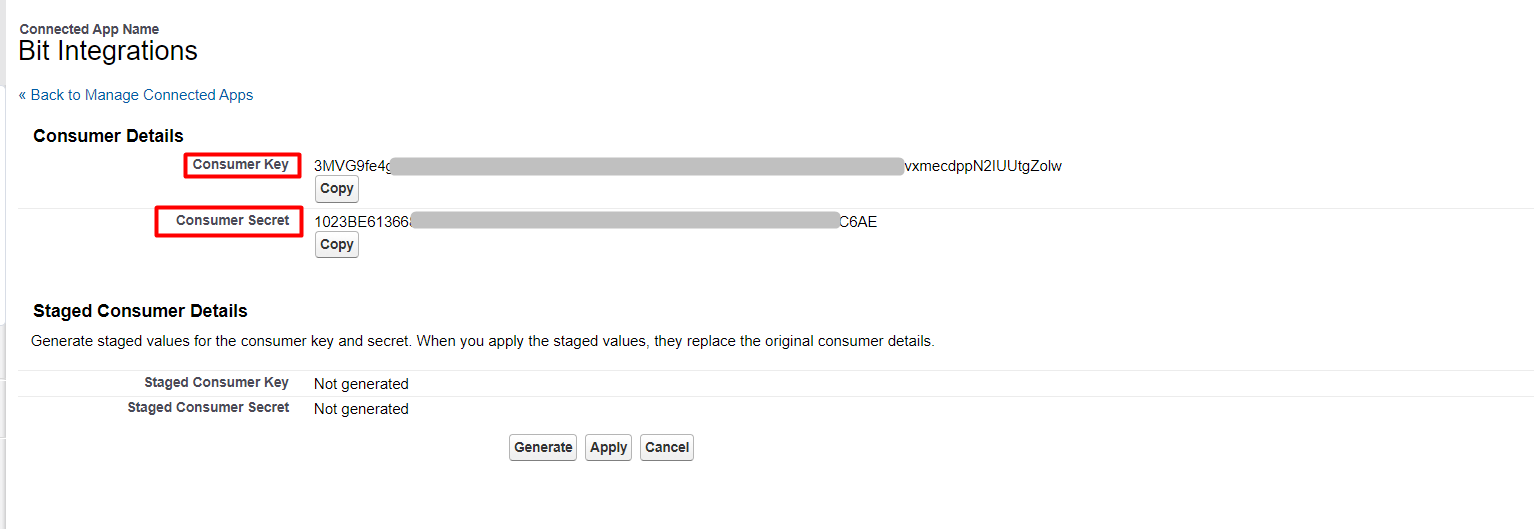 Connected App Name
Bit Integrations
« Back to Manage Connected Apps
Consumer Details
Consumer Key 3MVG9fe4 vxmecdppN2IUUtgZolw
Copy
Consumer Secret 1023BE61366 C6AE
Copy
Staged Consumer Details
Generate staged values for the consumer key and secret. When you apply the staged values, they replace the original consumer details.
Staged Consumer Key Not generated
Staged Consumer Secret Not generated
Generate Apply Cancel